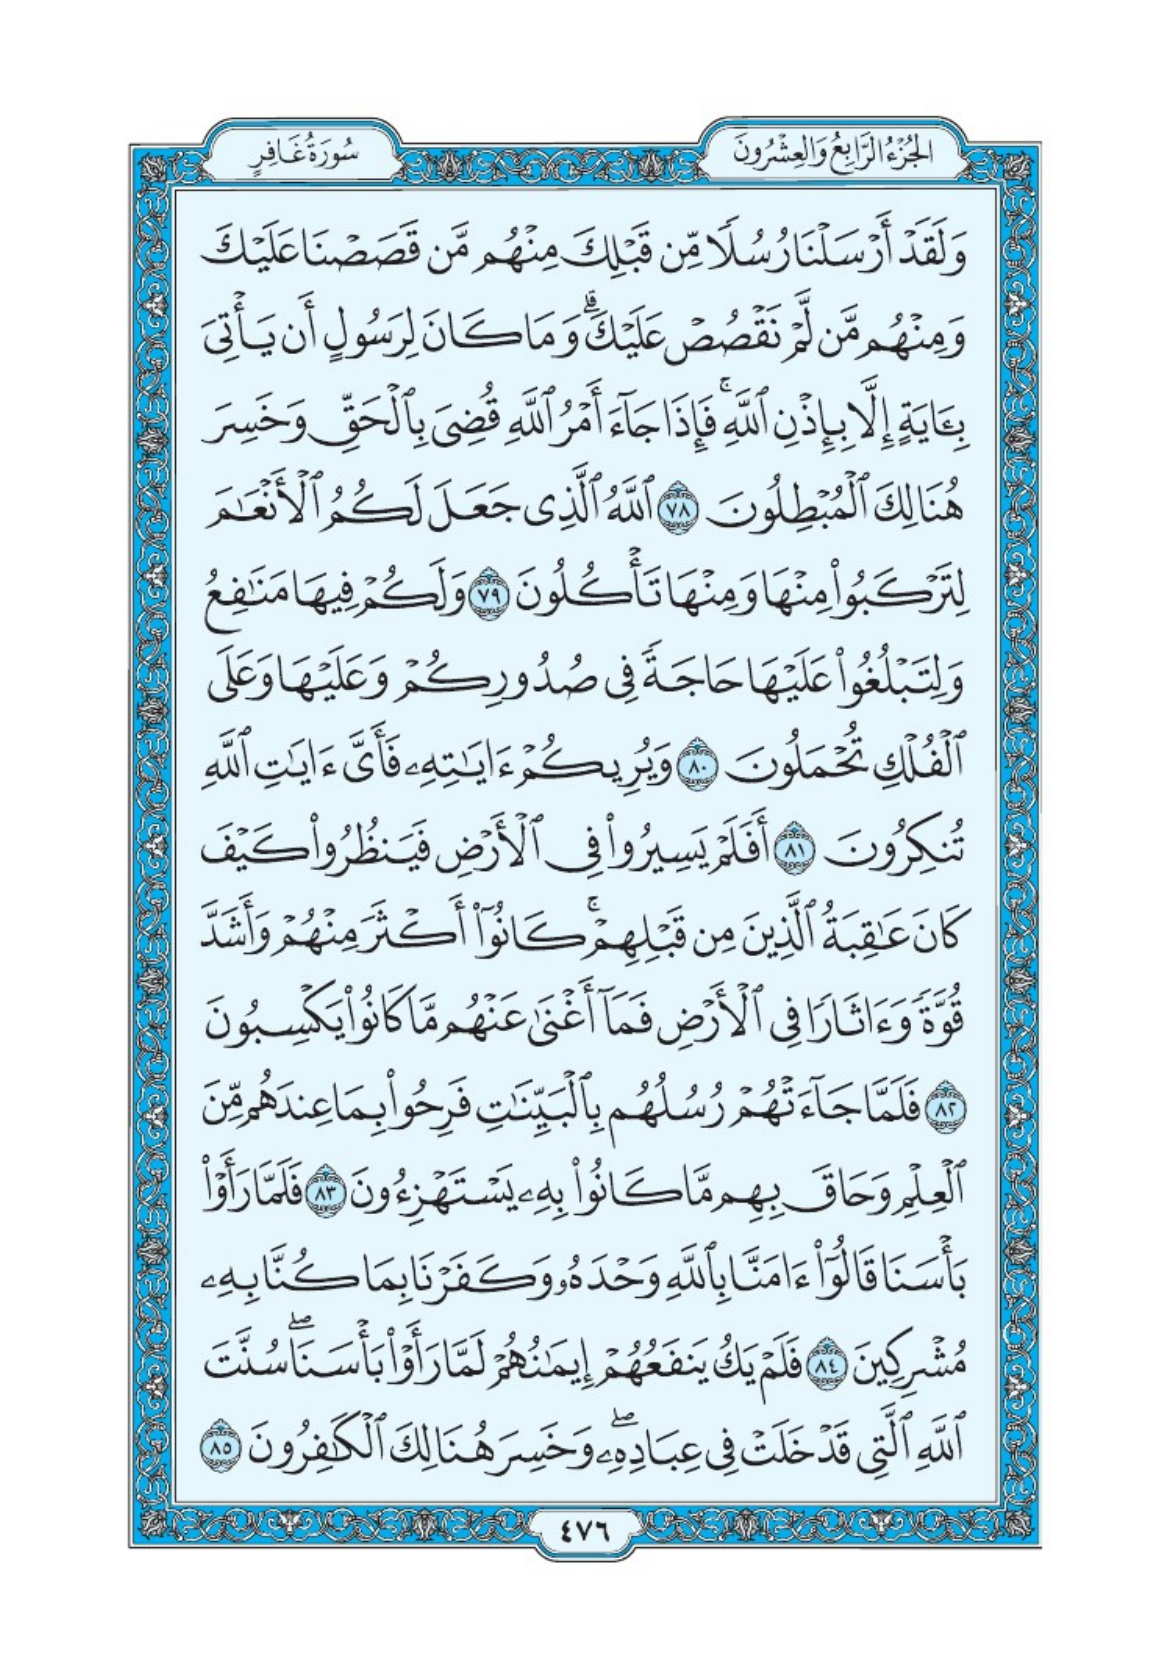 الجُزْءُ الرَّابِعُ وَالعِشْرُونَ
سُورَةُ غَافِرٍ
وَلَقَدْ أَرْسَلْنَا رُسُلًا مِّن قَبْلِكَ مِنْهُم مَّن قَصَصْنَا عَلَيْكَ
وَمِنْهُم مَّن لَّمْ نَقْصُصْ عَلَيْكَۗ وَمَا كَانَ لِرَسُولٍ أَن يَأْتِىَ
بِـَٔايَةٍ إِلَّا بِإِذْنِ ٱللَّهِۚ فَإِذَا جَآءَ أَمْرُ ٱللَّهِ قُضِىَ بِٱلْحَقِّ وَخَسِرَ
هُنَالِكَ ٱلْمُبْطِلُونَ ٧٨ ٱللَّهُ ٱلَّذِى جَعَلَ لَكُمُ ٱلْأَنْعَٰمَ
لِتَرْكَبُوا۟ مِنْهَا وَمِنْهَا تَأْكُلُونَ ٧٩ وَلَكُمْ فِيهَا مَنَٰفِعُ
وَلِتَبْلُغُوا۟ عَلَيْهَا حَاجَةً فِى صُدُورِكُمْ وَعَلَيْهَا وَعَلَى
ٱلْفُلْكِ تُحْمَلُونَ ٨٠ وَيُرِيكُمْ ءَايَٰتِهِۦ فَأَىَّ ءَايَٰتِ ٱللَّهِ
تُنكِرُونَ ٨١ أَفَلَمْ يَسِيرُوا۟ فِى ٱلْأَرْضِ فَيَنظُرُوا۟ كَيْفَ
كَانَ عَٰقِبَةُ ٱلَّذِينَ مِن قَبْلِهِمْۚ كَانُوٓا۟ أَكْثَرَ مِنْهُمْ وَأَشَدَّ
قُوَّةً وَءَاثَارًا فِى ٱلْأَرْضِ فَمَآ أَغْنَىٰ عَنْهُم مَّا كَانُوا۟ يَكْسِبُونَ
٨٢ فَلَمَّا جَآءَتْهُمْ رُسُلُهُم بِٱلْبَيِّنَٰتِ فَرِحُوا۟ بِمَا عِندَهُم مِّنَ
ٱلْعِلْمِ وَحَاقَ بِهِم مَّا كَانُوا۟ بِهِۦ يَسْتَهْزِءُونَ ٨٣ فَلَمَّا رَأَوْا۟
بَأْسَنَا قَالُوٓا۟ ءَامَنَّا بِٱللَّهِ وَحْدَهُۥ وَكَفَرْنَا بِمَا كُنَّا بِهِۦ
مُشْرِكِينَ ٨٤ فَلَمْ يَكُ يَنفَعُهُمْ إِيمَٰنُهُمْ لَمَّا رَأَوْا۟ بَأْسَنَاۖ سُنَّتَ
ٱللَّهِ ٱلَّتِى قَدْ خَلَتْ فِى عِبَادِهِۦۖ وَخَسِرَ هُنَالِكَ ٱلْكَٰفِرُونَ ٨٥
٤٧٦